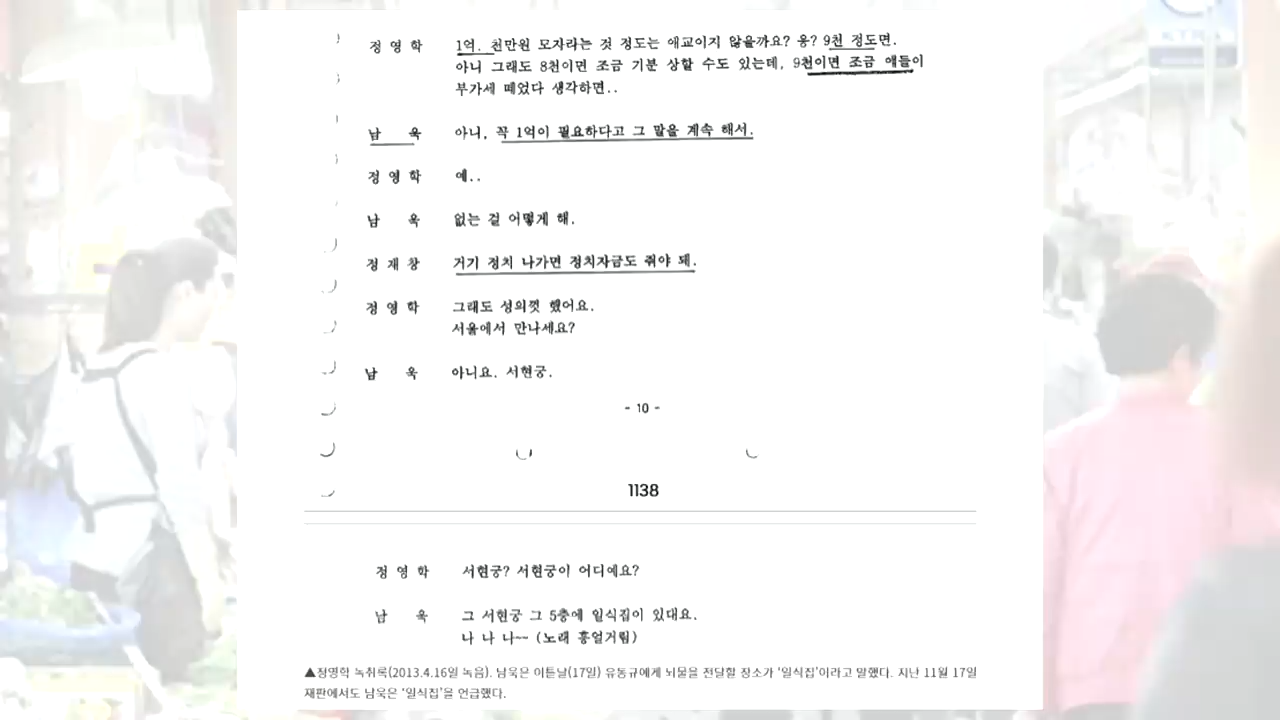 정 영 학 1억. 천만원 모자라는 것 정도는 애교이지 않을까요? 응? 9천 정도면.
아니 그래도 8천이면 조금 기분 상할 수도 있는데, 9천이면 조금 애들이
부가세 떼었다 생각하면..
남 욱 아니, 꼭 1억이 필요하다고 그 말을 계속 해서.
정 영 학 예..
남 욱 없는 걸 어떻게 해.
정 재 창 거기 정치 나가면 정치자금도 줘야 돼.
정 영 학 그래도 성의껏 했어요.
서울에서 만나세요?
남 욱 아니요. 서현궁.
- 10 -
1138
정 영 학 서현궁? 서현궁이 어디예요?
남 욱 그 서현궁 그 5층에 일식집이 있대요.
나 나 나~~ (노래 흥얼거림)
▲정영학 녹취록(2013.4.16일 녹음). 남욱은 이튿날(17일) 유동규에게 뇌물을 전달할 장소가 ‘일식집’이라고 말했다. 지난 11월 17일
재판에서도 남욱은 ‘일식집’을 언급했다.